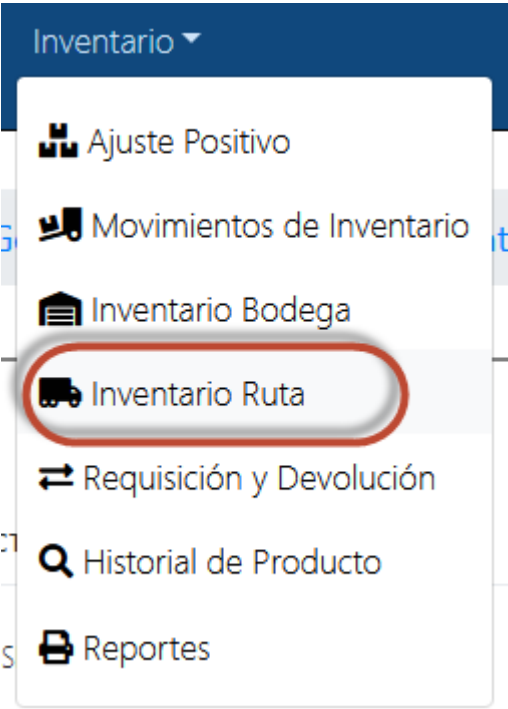 Inventario
Ajuste Positivo
Movimientos de Inventario
Inventario Bodega
Inventario Ruta
Requisición y Devolución
Historial de Producto
Reportes